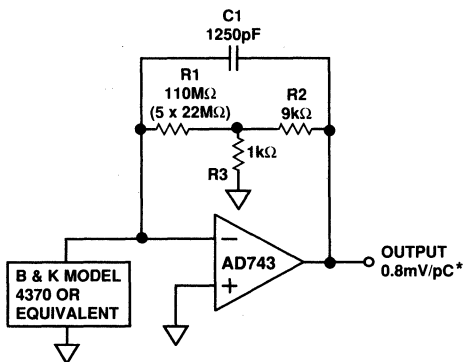 C1
1250pF
R1
110MΩ
(5 x 22MΩ)
R2
9kΩ
1kΩ
R3
−
AD743
+
B & K MODEL
4370 OR
EQUIVALENT
OUTPUT
0.8mV/pC*